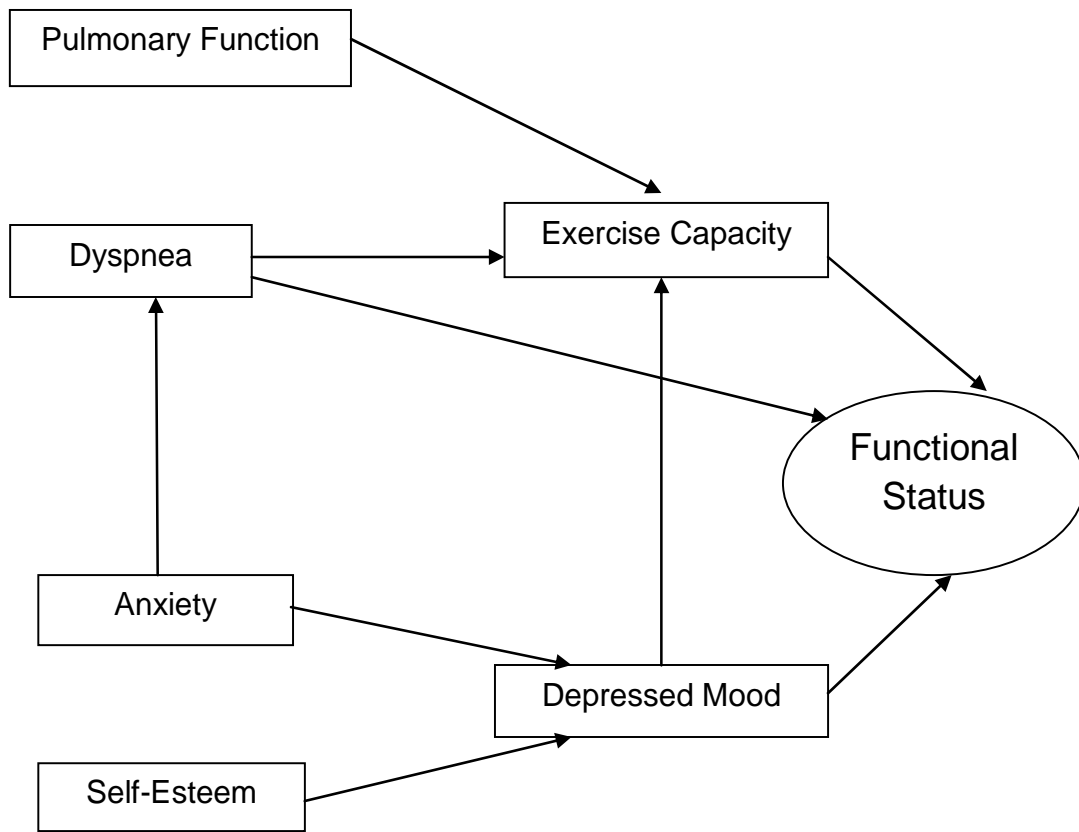 Pulmonary Function
Exercise Capacity
Dyspnea
Functional
Status
Anxiety
Depressed Mood
Self-Esteem